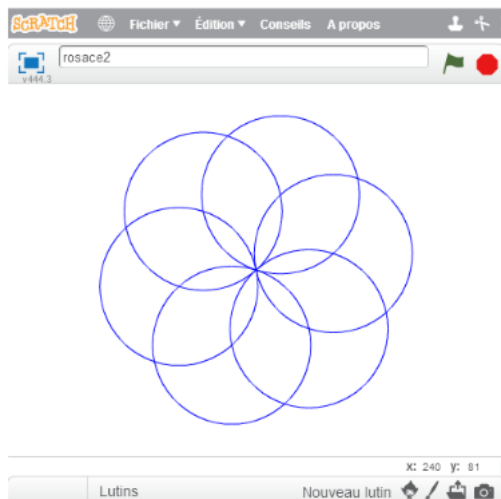 SCRATCH Fichier Édition Conseils A propos
rosace2
v444.3
x: 240 y: 81
Lutins Nouveau lutin